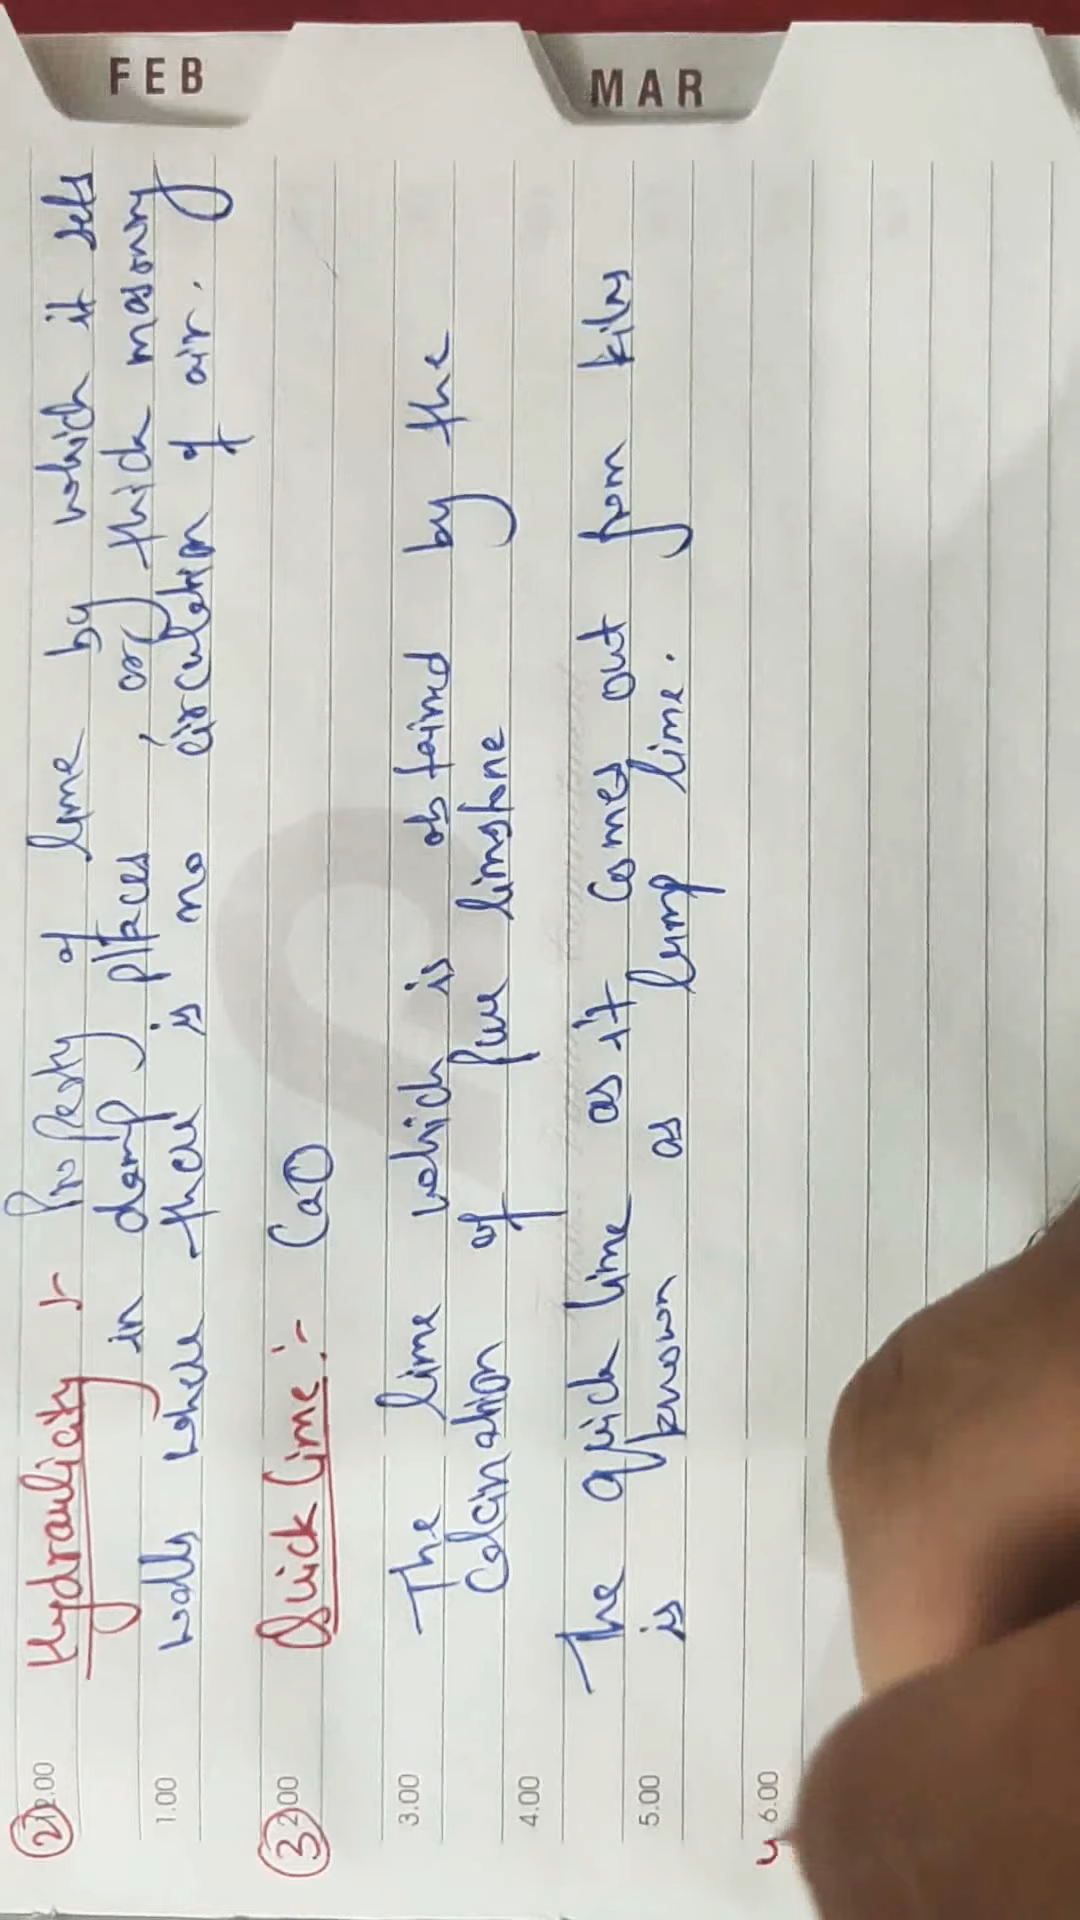 FEB
MAR
② 12.00 Hydraulicity :- Property of lime by which it sets
in damp places, or thick masonry
1.00 walls where there is no circulation of air.
③ 2.00 Quick lime :- CaO
3.00 The lime which is obtained by the
Calcination of pure limstone
4.00
The quick lime as it comes out from kilns
5.00 is known as lump lime.
6.00